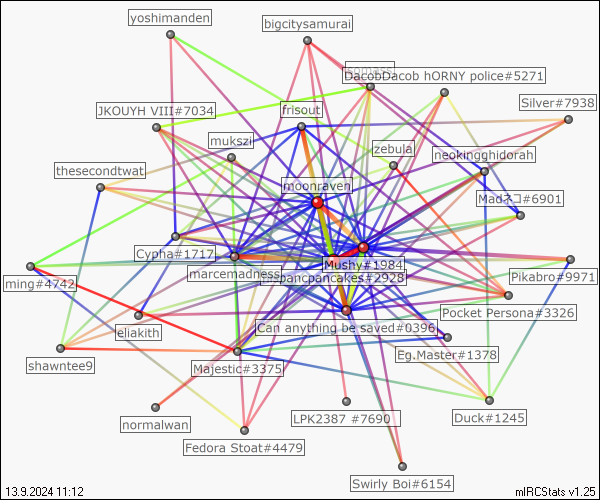 yoshimanden
bigcitysamurai
DacobDacob hORNY police#5271
Silver#7938
JKOUYH VIII#7034
frisout
mukszi
zebula
neokingghidorah
thesecondtwat
moonraven
Madネコ#6901
Cypha#1717
Mushy#1984
marcemadness
pancakes#2928
Pikabro#9971
ming#4742
Pocket Persona#3326
eliakith
Can anything be saved#0396
Eg.Master#1378
shawntee9
Majestic#3375
normalwan
LPK2387 #7690
Duck#1245
Fedora Stoat#4479
Swirly Boi#6154
13.9.2024 11:12
mIRCStats v1.25